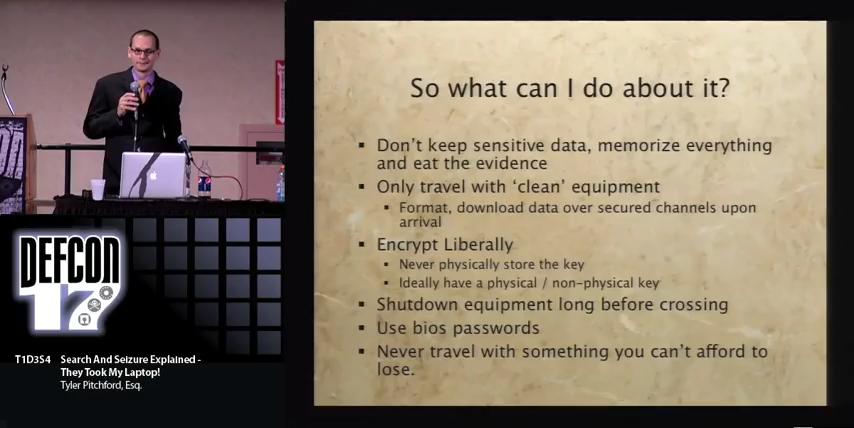 So what can I do about it?
Don't keep sensitive data, memorize everything
and eat the evidence
Only travel with 'clean' equipment
Format, download data over secured channels upon
arrival
Encrypt Liberally
Never physically store the key
Ideally have a physical / non-physical key
Shutdown equipment long before crossing
Use bios passwords
Never travel with something you can't afford to
lose.
DEFCON
17
T1D3S4 Search And Seizure Explained -
They Took My Laptop!
Tyler Pitchford, Esq.